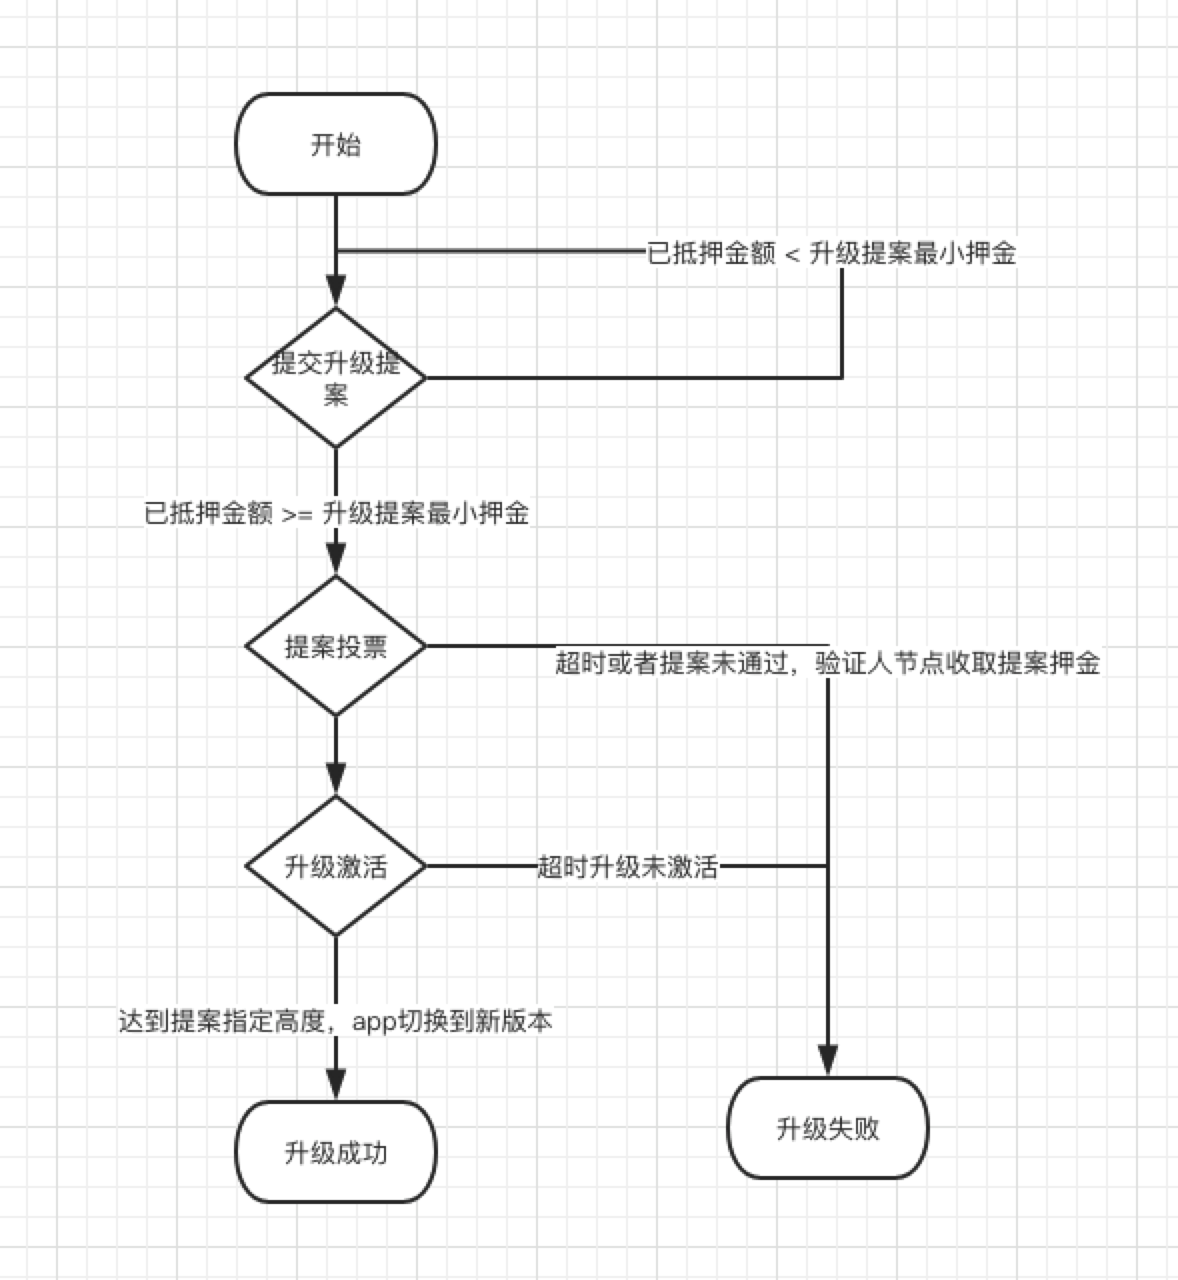 开始
已抵押金额 < 升级提案最小押金
提交升级提
案
已抵押金额 >= 升级提案最小押金
提案投票
超时或者提案未通过，验证人节点收取提案押金
升级激活
超时升级未激活
达到提案指定高度，app切换到新版本
升级失败
升级成功